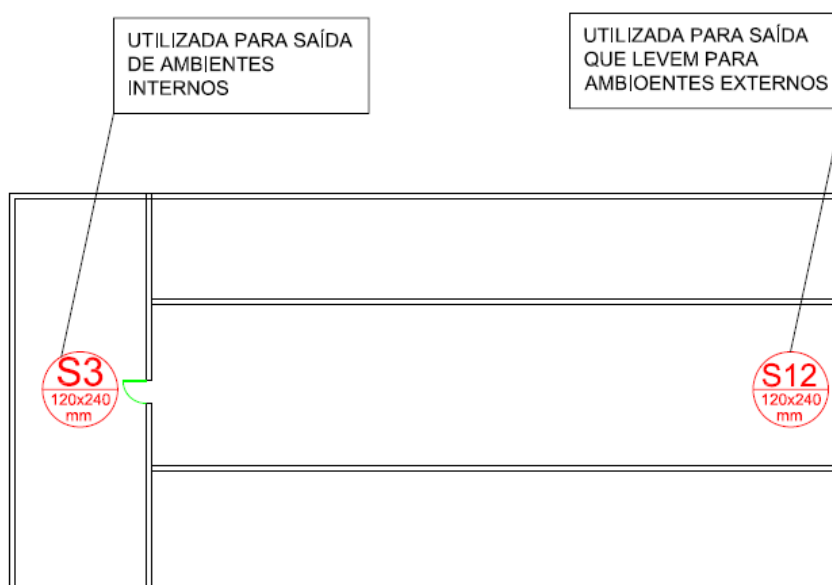 UTILIZADA PARA SAÍDA
DE AMBIENTES
INTERNOS
UTILIZADA PARA SAÍDA
QUE LEVEM PARA
AMBIOENTES EXTERNOS
S3
120x240
mm
S12
120x240
mm